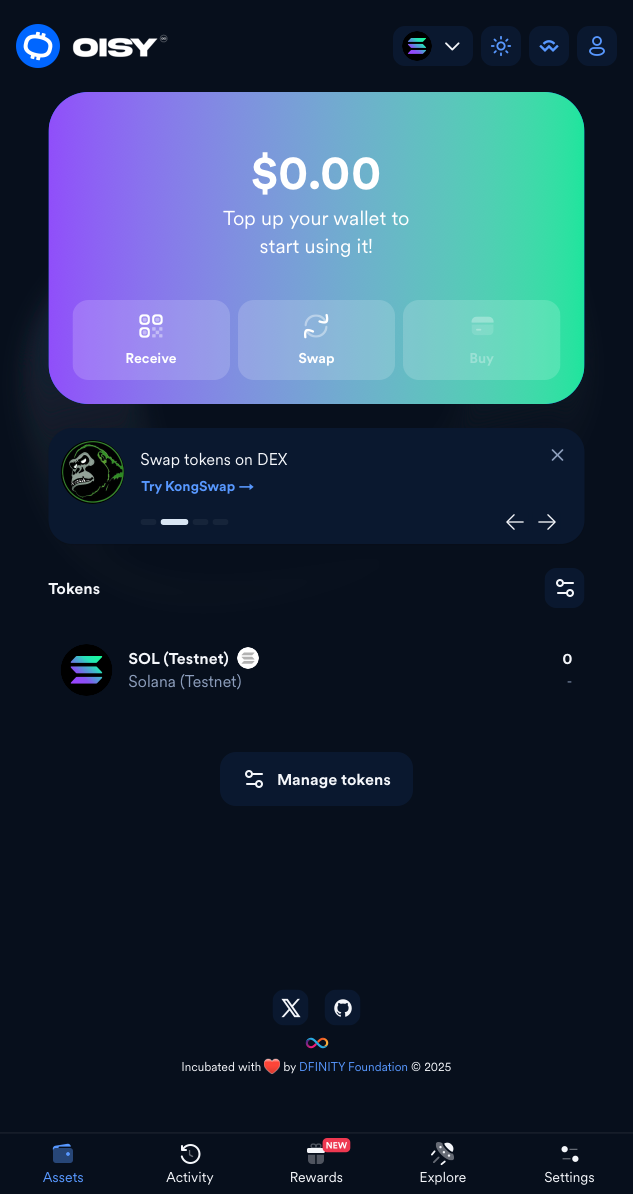 OISY
$0.00
Top up your wallet to
start using it!
Receive
Swap
Buy
Swap tokens on DEX
Try KongSwap →
Tokens
SOL (Testnet)
0
Solana (Testnet)
-
Manage tokens
Incubated with ❤️ by DFINITY Foundation © 2025
NEW
Assets
Activity
Rewards
Explore
Settings